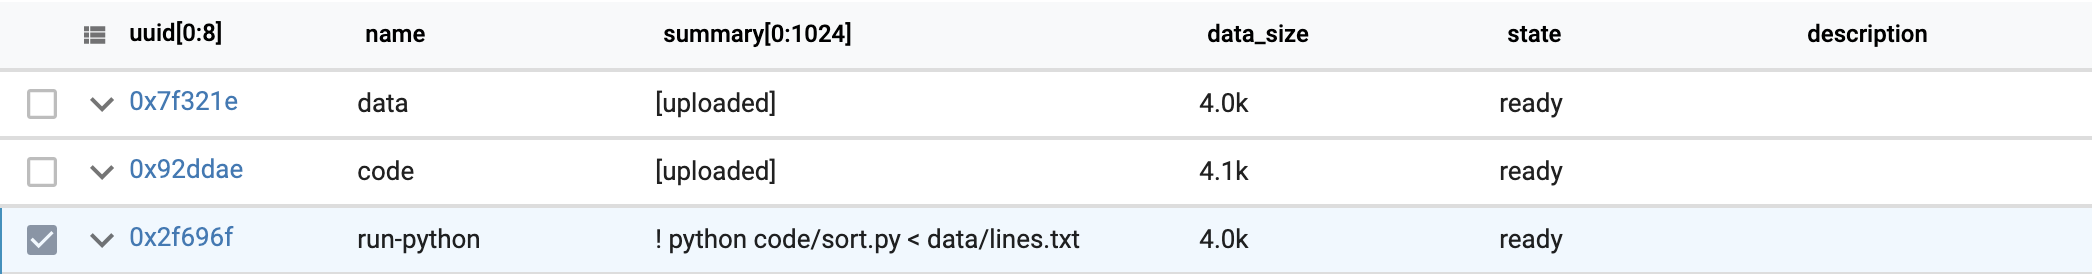 uuid[0:8] name summary[0:1024] data_size state description
0x7f321e data [uploaded] 4.0k ready
0x92ddae code [uploaded] 4.1k ready
0x2f696f run-python ! python code/sort.py < data/lines.txt 4.0k ready